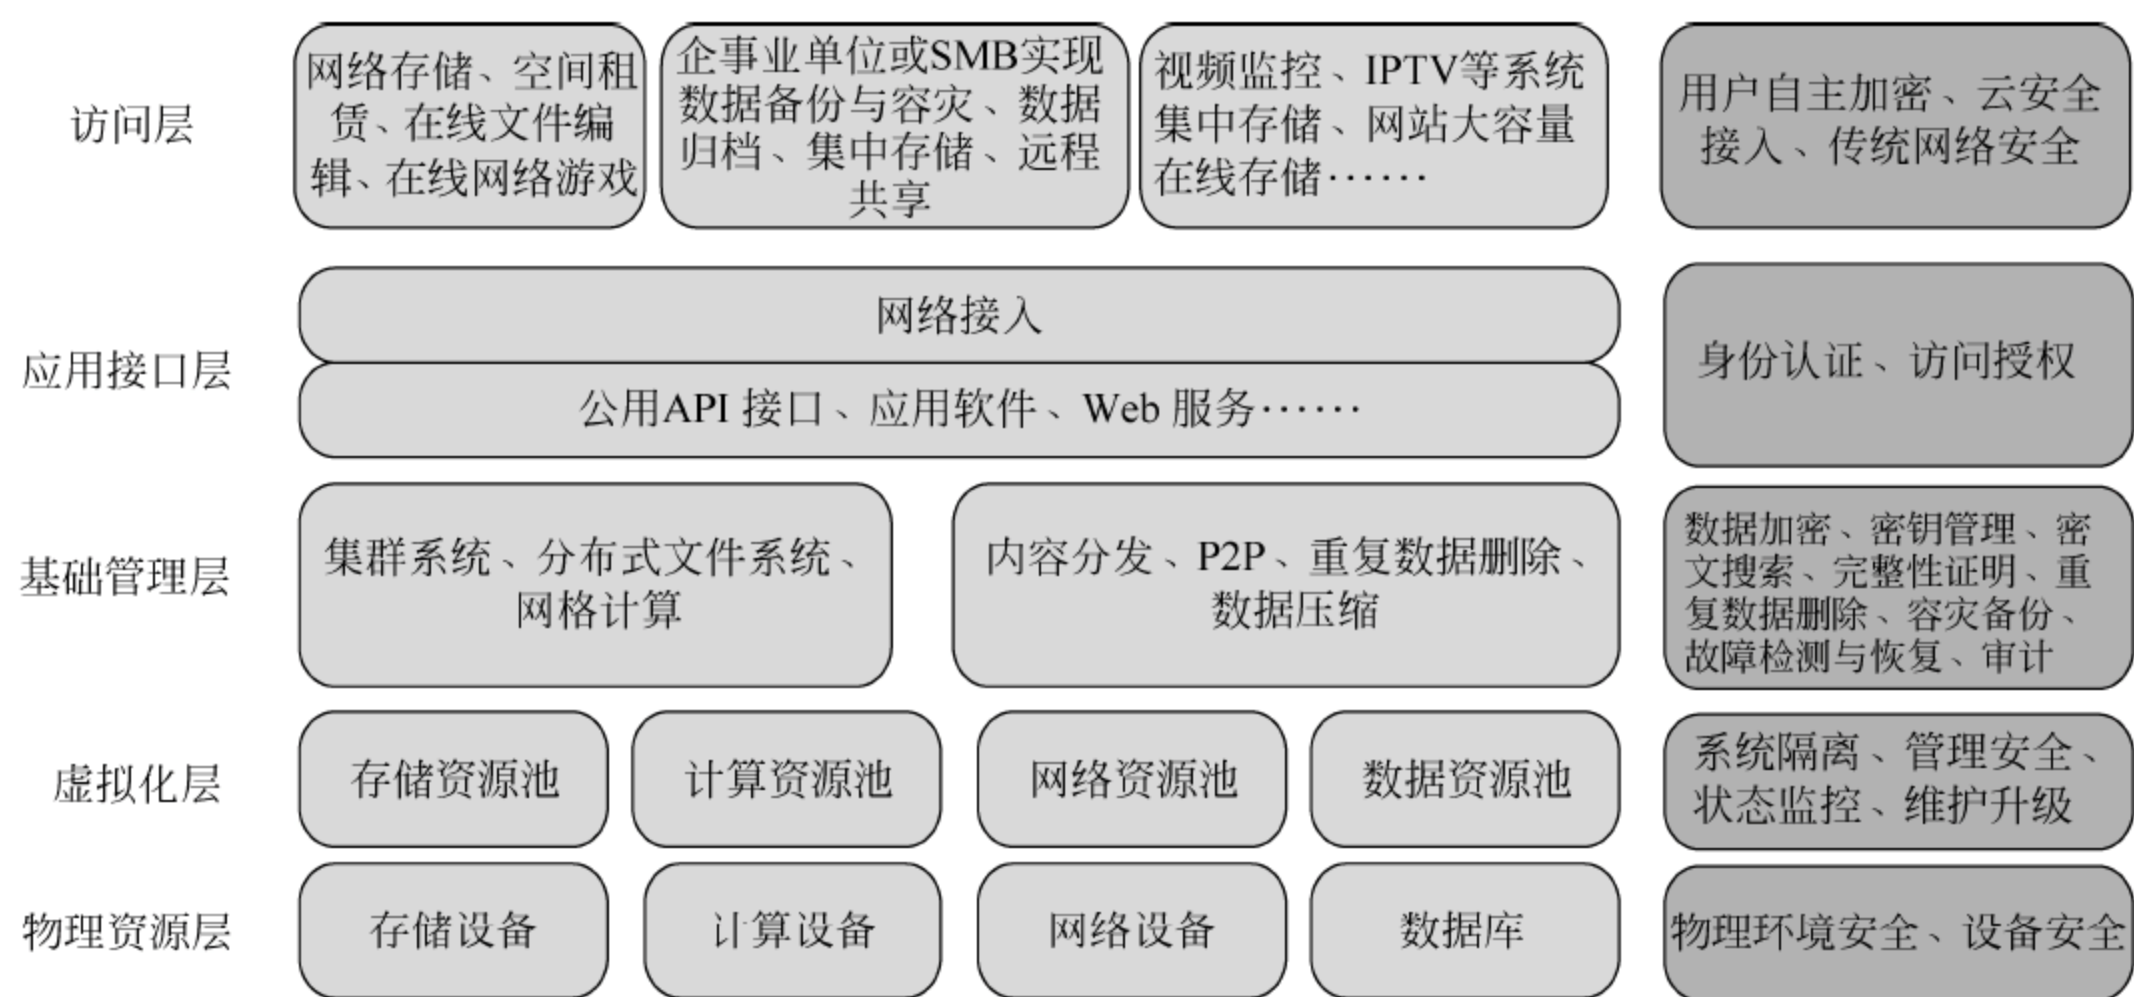 访问层
网络存储、空间租
赁、在线文件编
辑、在线网络游戏
企事业单位或SMB实现
数据备份与容灾、数据
归档、集中存储、远程
共享
视频监控、IPTV等系统
集中存储、网站大容量
在线存储……
用户自主加密、云安全
接入、传统网络安全
应用接口层
网络接入
公用API 接口、应用软件、Web 服务……
身份认证、访问授权
基础管理层
集群系统、分布式文件系统、
网格计算
内容分发、P2P、重复数据删除、
数据压缩
数据加密、密钥管理、密
文搜索、完整性证明、重
复数据删除、容灾备份、
故障检测与恢复、审计
虚拟化层
存储资源池
计算资源池
网络资源池
数据资源池
系统隔离、管理安全、
状态监控、维护升级
物理资源层
存储设备
计算设备
网络设备
数据库
物理环境安全、设备安全